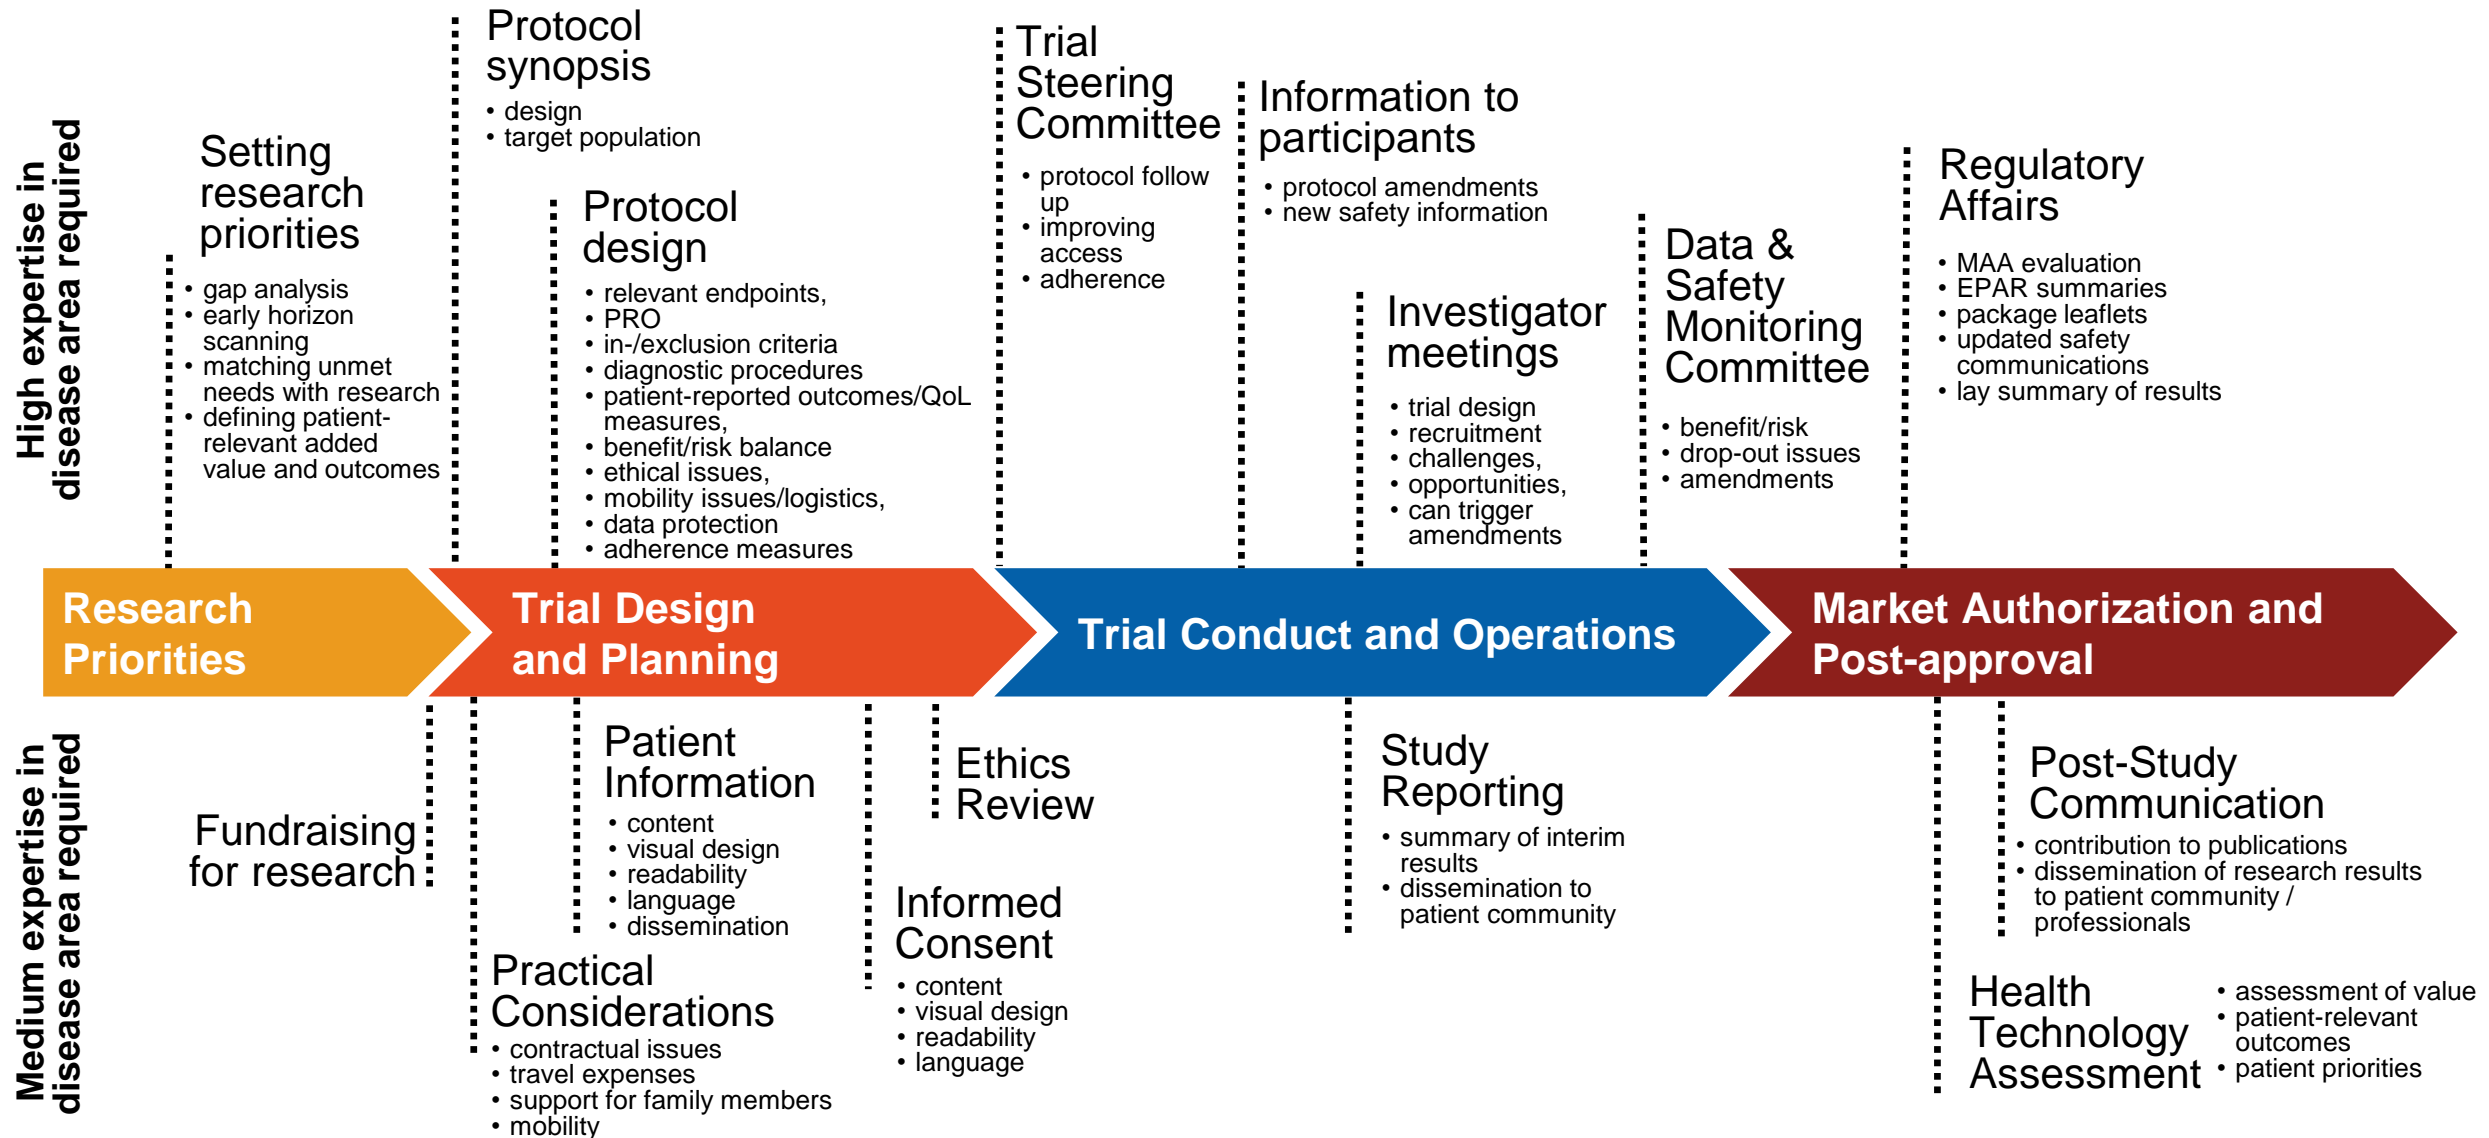 High expertise in
disease area required
Setting
research
priorities
• gap analysis
• early horizon
scanning
• matching unmet
needs with research
• defining patient-
relevant added
value and outcomes
Protocol
synopsis
• design
• target population
Protocol
design
• relevant endpoints,
• PRO
• in-/exclusion criteria
• diagnostic procedures
• patient-reported outcomes/QoL
measures,
• benefit/risk balance
• ethical issues,
• mobility issues/logistics,
• data protection
• adherence measures
Trial
Steering
Committee
• protocol follow
up
• improving
access
• adherence
Information to
participants
• protocol amendments
• new safety information
Investigator
meetings
• trial design
• recruitment
• challenges,
• opportunities,
• can trigger
amendments
Data &
Safety
Monitoring
Committee
• benefit/risk
• drop-out issues
• amendments
Regulatory
Affairs
• MAA evaluation
• EPAR summaries
• package leaflets
• updated safety
communications
• lay summary of results
Research
Priorities
Trial Design
and Planning
Trial Conduct and Operations
Market Authorization and
Post-approval
Medium expertise in
disease area required
Fundraising
for research
Practical
Considerations
• contractual issues
• travel expenses
• support for family members
• mobility
Patient
Information
• content
• visual design
• readability
• language
• dissemination
Informed
Consent
• content
• visual design
• readability
• language
Ethics
Review
Study
Reporting
• summary of interim
results
• dissemination to
patient community
Post-Study
Communication
• contribution to publications
• dissemination of research results
to patient community /
professionals
Health
Technology
Assessment
• assessment of value
• patient-relevant
outcomes
• patient priorities